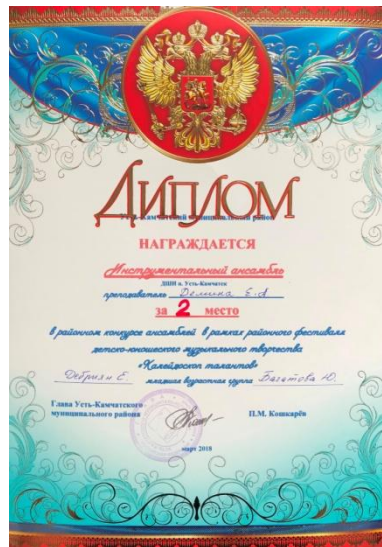 ДИПЛОМ
Усть-Камчатский муниципальный район
НАГРАЖДАЕТСЯ
Инструментальный ансамбль
ДШИ п. Усть-Камчатск
преподаватель Демина Е.А
за 2 место
в районном конкурсе ансамблей в рамках районного фестиваля
детско-юношеского музыкального творчества
«Калейдоскоп талантов»
Дебриян Е. младшая возрастная группа Багатова Ю.
Глава Усть-Камчатского
муниципального района П.М. Кошкарёв
март 2018